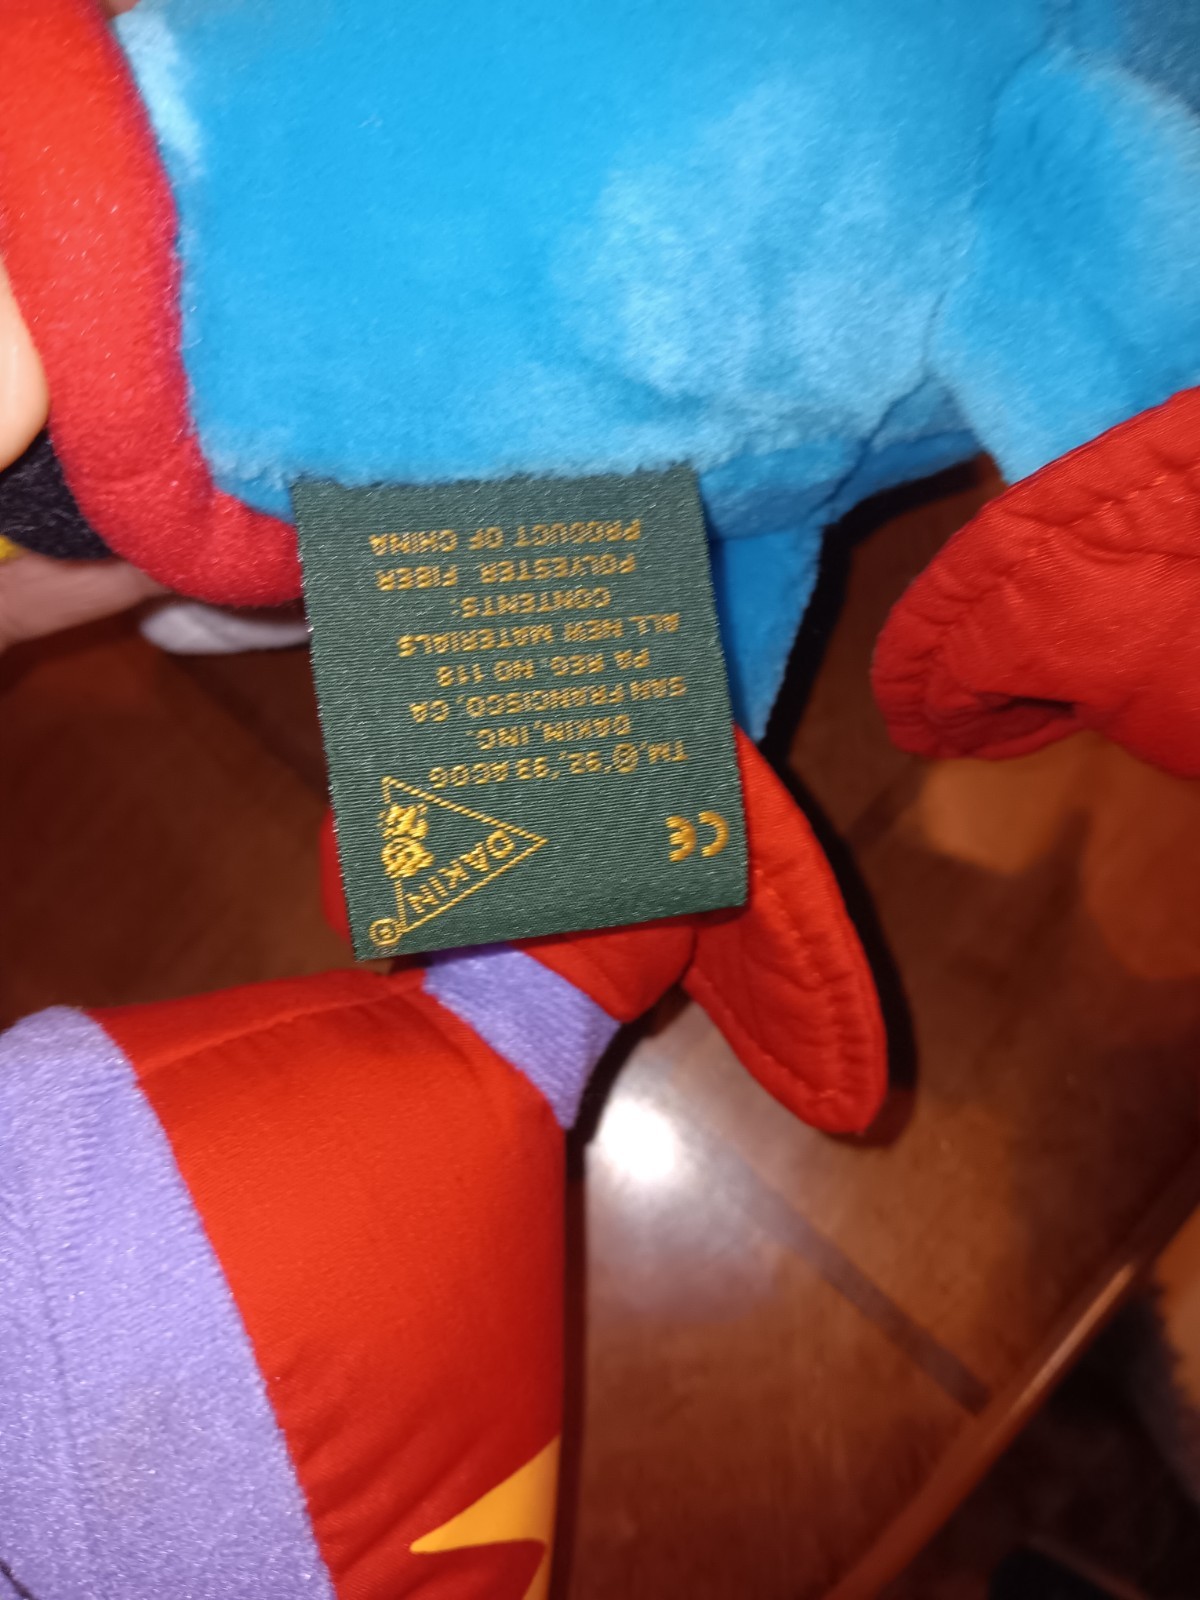 DAKIN ®
CE
TM, © '92, '93 ACOG
DAKIN, INC.
SAN FRANCISCO, CA
PA REG. NO 118
ALL NEW MATERIALS
CONTENTS:
POLYESTER FIBER
PRODUCT OF CHINA